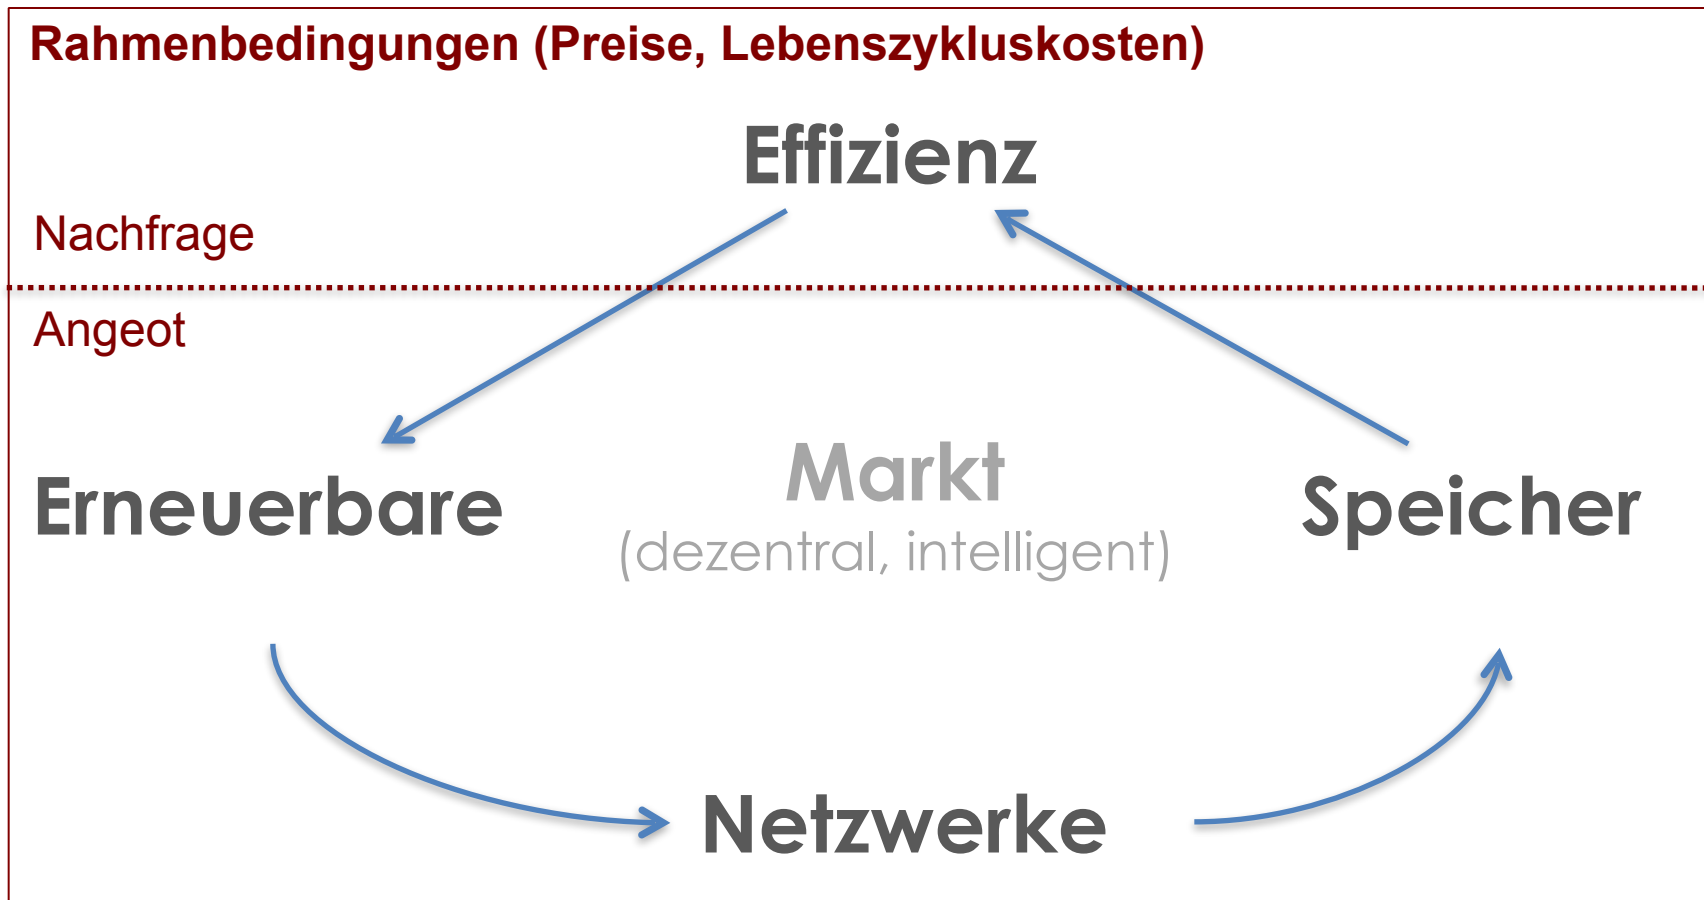 Rahmenbedingungen (Preise, Lebenszykluskosten)
Effizienz
Nachfrage
Angeot
Markt
(dezentral, intelligent)
Erneuerbare
Speicher
Netzwerke